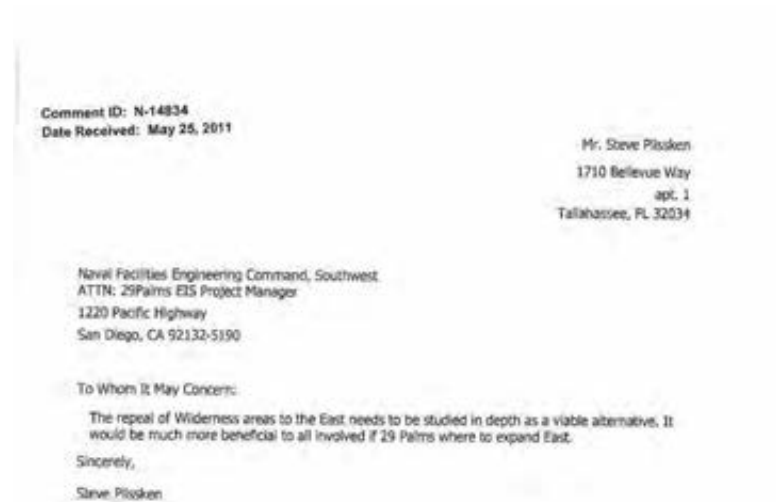 Comment ID: N-14834
Date Received: May 25, 2011
Mr. Steve Plissken
1710 Bellevue Way
apt. 1
Tallahassee, FL 32034
Naval Facilities Engineering Command, Southwest
ATTN: 29Palms EIS Project Manager
1220 Pacific Highway
San Diego, CA 92132-5190
To Whom It May Concern:
The repeal of Wilderness areas to the East needs to be studied in depth as a viable alternative. It
would be much more beneficial to all involved if 29 Palms where to expand East.
Sincerely,
Steve Plissken